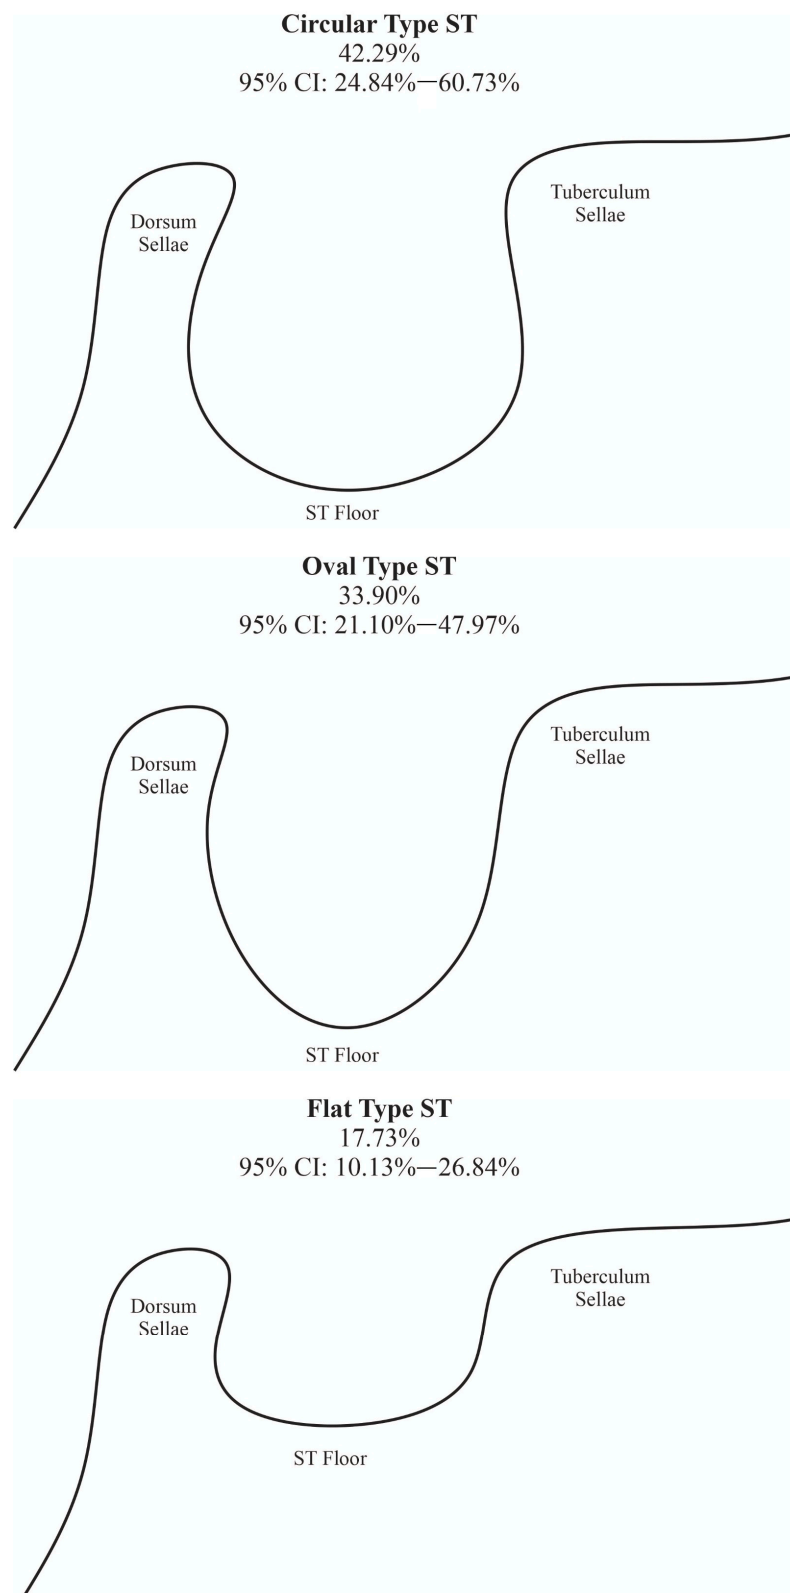 Circular Type ST
42.29%
95% CI: 24.84%—60.73%
Dorsum
Sellae
Tuberculum
Sellae
ST Floor
Oval Type ST
33.90%
95% CI: 21.10%—47.97%
Dorsum
Sellae
Tuberculum
Sellae
ST Floor
Flat Type ST
17.73%
95% CI: 10.13%—26.84%
Dorsum
Sellae
Tuberculum
Sellae
ST Floor